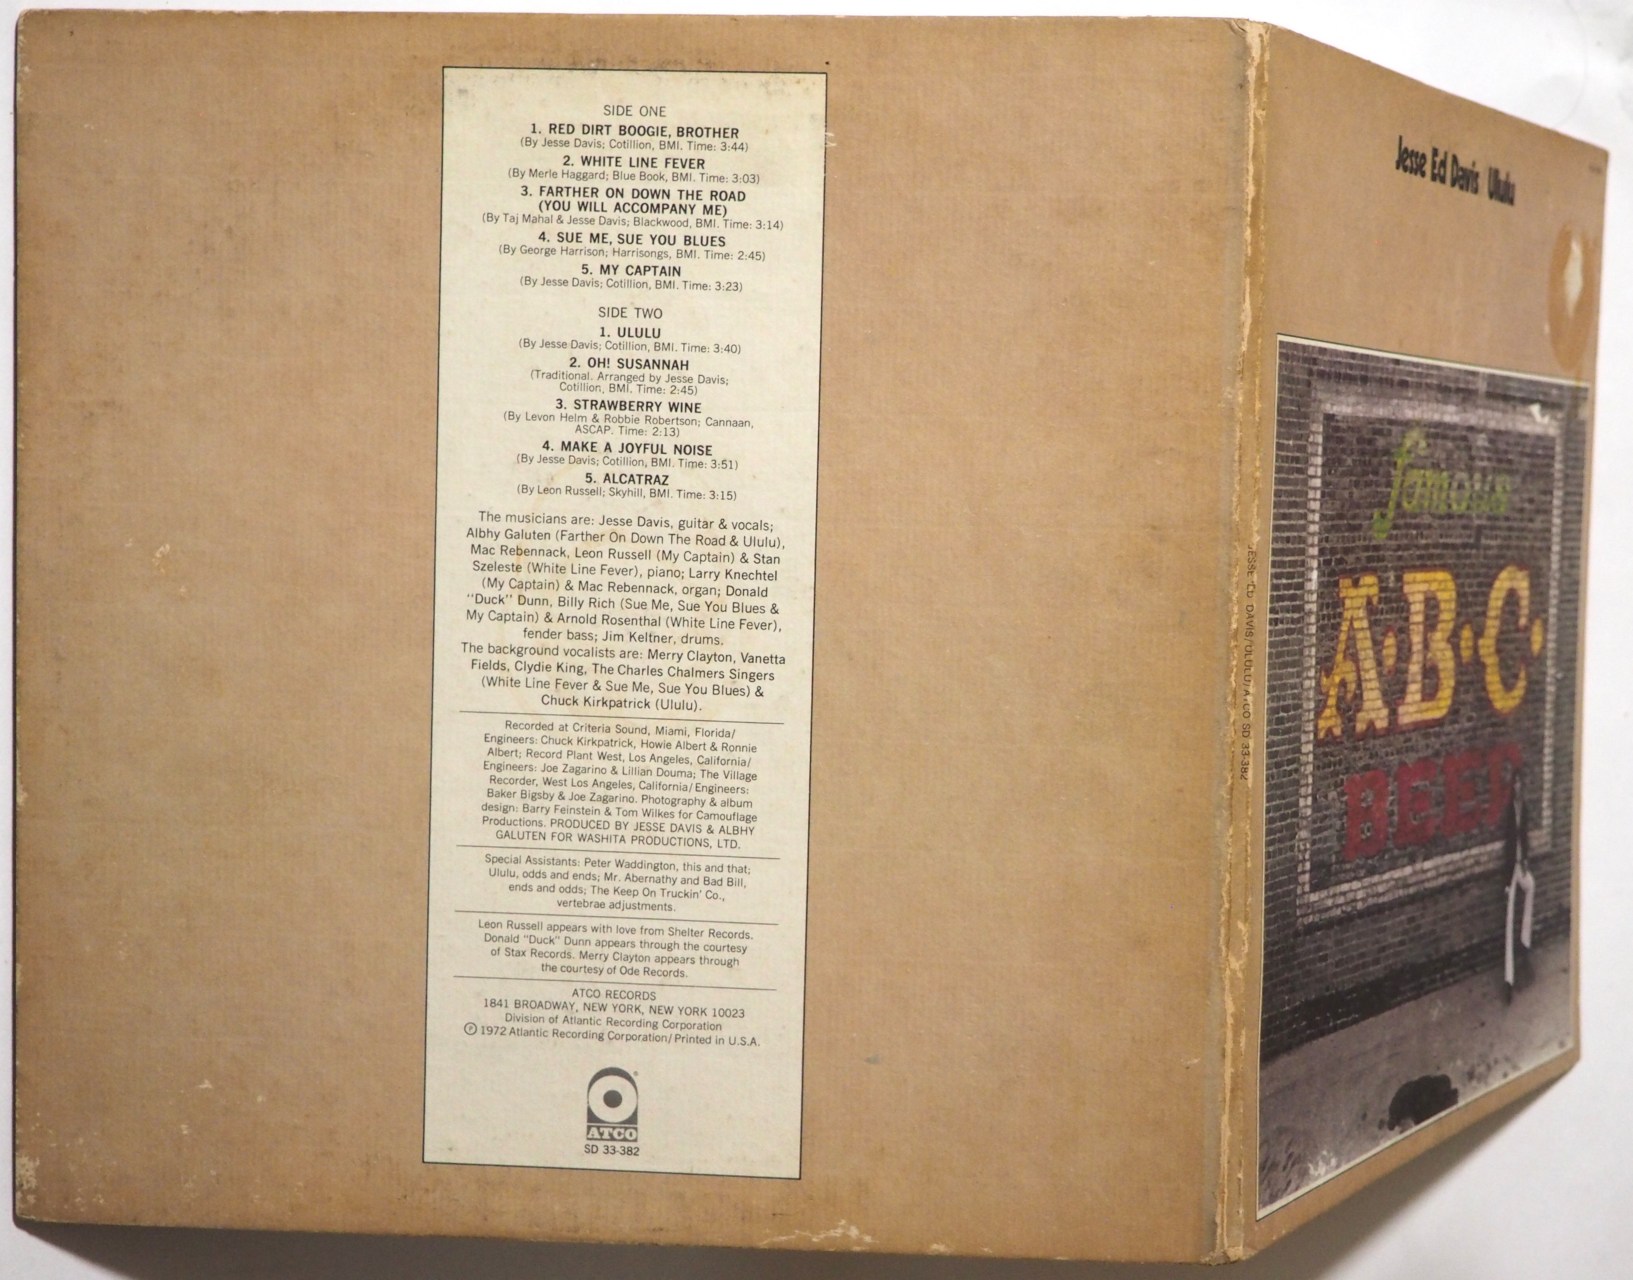 SIDE ONE
1. RED DIRT BOOGIE, BROTHER
(By Jesse Davis; Cotillion, BMI. Time: 3:44)
2. WHITE LINE FEVER
(By Merle Haggard; Blue Book, BMI. Time: 3:03)
3. FARTHER ON DOWN THE ROAD
(YOU WILL ACCOMPANY ME)
(By Taj Mahal & Jesse Davis; Blackwood, BMI. Time: 3:14)
4. SUE ME, SUE YOU BLUES
(By George Harrison; Harrisongs, BMI. Time: 2:45)
5. MY CAPTAIN
(By Jesse Davis; Cotillion, BMI. Time: 3:23)
SIDE TWO
1. ULULU
(By Jesse Davis; Cotillion, BMI. Time: 3:40)
2. OH! SUSANNAH
(Traditional. Arranged by Jesse Davis;
Cotillion, BMI. Time: 2:45)
3. STRAWBERRY WINE
(By Levon Helm & Robbie Robertson; Cannaan,
ASCAP. Time: 2:13)
4. MAKE A JOYFUL NOISE
(By Jesse Davis; Cotillion, BMI. Time: 3:51)
5. ALCATRAZ
(By Leon Russell; Skyhill, BMI. Time: 3:15)
The musicians are: Jesse Davis, guitar & vocals;
Albhy Galuten (Farther On Down The Road & Ululu),
Mac Rebennack, Leon Russell (My Captain) & Stan
Szeleste (White Line Fever), piano; Larry Knechtel
(My Captain) & Mac Rebennack, organ; Donald
"Duck" Dunn, Billy Rich (Sue Me, Sue You Blues &
My Captain) & Arnold Rosenthal (White Line Fever),
fender bass; Jim Keltner, drums.
The background vocalists are: Merry Clayton, Vanetta
Fields, Clydie King, The Charles Chalmers Singers
(White Line Fever & Sue Me, Sue You Blues) &
Chuck Kirkpatrick (Ululu).
Recorded at Criteria Sound, Miami, Florida/
Engineers: Chuck Kirkpatrick, Howie Albert & Ronnie
Albert; Record Plant West, Los Angeles, California/
Engineers: Joe Zagarino & Lillian Douma; The Village
Recorder, West Los Angeles, California/Engineers:
Baker Bigsby & Joe Zagarino. Photography & album
design: Barry Feinstein & Tom Wilkes for Camouflage
Productions. PRODUCED BY JESSE DAVIS & ALBHY
GALUTEN FOR WASHITA PRODUCTIONS, LTD.
Special Assistants: Peter Waddington, this and that;
Ululu, odds and ends; Mr. Abernathy and Bad Bill,
ends and odds; The Keep On Truckin' Co.,
vertebrae adjustments.
Leon Russell appears with love from Shelter Records.
Donald "Duck" Dunn appears through the courtesy
of Stax Records. Merry Clayton appears through
the courtesy of Ode Records.
ATCO RECORDS
1841 BROADWAY, NEW YORK, NEW YORK 10023
Division of Atlantic Recording Corporation
℗ 1972 Atlantic Recording Corporation/Printed in U.S.A.
ATCO
SD 33-382
JESSE ED DAVIS/ULULU/ATCO SD 33-382
Jesse Ed Davis Ululu
famous
A·B·C·
BEER